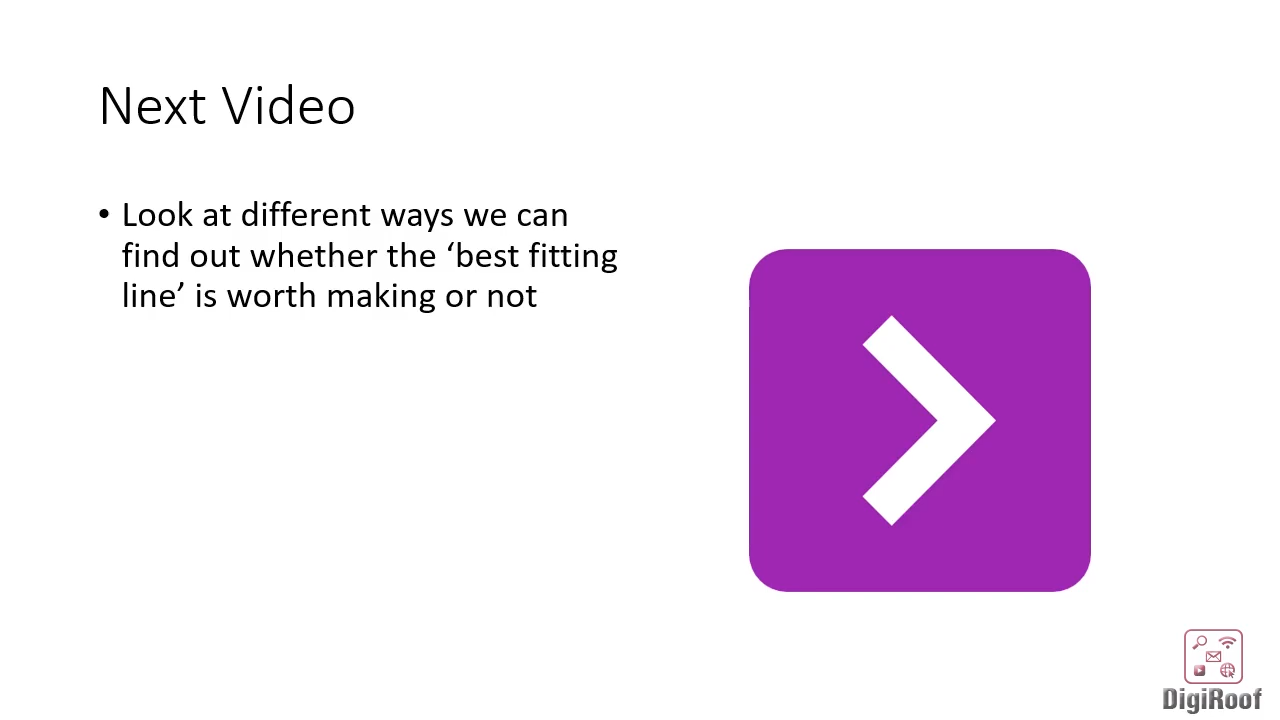 Next Video
• Look at different ways we can
find out whether the ‘best fitting
line’ is worth making or not
DigiRoof